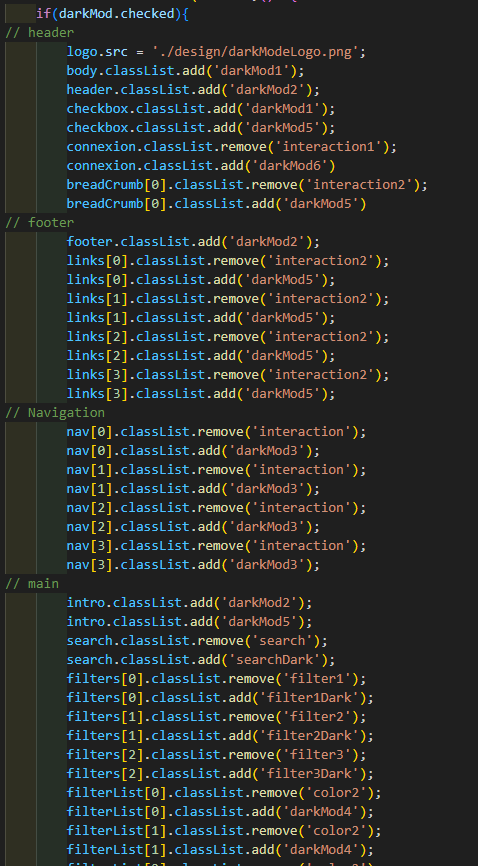 if(darkMod.checked){
// header
logo.src = './design/darkModeLogo.png';
body.classList.add('darkMod1');
header.classList.add('darkMod2');
checkbox.classList.add('darkMod1');
checkbox.classList.add('darkMod5');
connexion.classList.remove('interaction1');
connexion.classList.add('darkMod6')
breadCrumb[0].classList.remove('interaction2');
breadCrumb[0].classList.add('darkMod5')
// footer
footer.classList.add('darkMod2');
links[0].classList.remove('interaction2');
links[0].classList.add('darkMod5');
links[1].classList.remove('interaction2');
links[1].classList.add('darkMod5');
links[2].classList.remove('interaction2');
links[2].classList.add('darkMod5');
links[3].classList.remove('interaction2');
links[3].classList.add('darkMod5');
// Navigation
nav[0].classList.remove('interaction');
nav[0].classList.add('darkMod3');
nav[1].classList.remove('interaction');
nav[1].classList.add('darkMod3');
nav[2].classList.remove('interaction');
nav[2].classList.add('darkMod3');
nav[3].classList.remove('interaction');
nav[3].classList.add('darkMod3');
// main
intro.classList.add('darkMod2');
intro.classList.add('darkMod5');
search.classList.remove('search');
search.classList.add('searchDark');
filters[0].classList.remove('filter1');
filters[0].classList.add('filter1Dark');
filters[1].classList.remove('filter2');
filters[1].classList.add('filter2Dark');
filters[2].classList.remove('filter3');
filters[2].classList.add('filter3Dark');
filterList[0].classList.remove('color2');
filterList[0].classList.add('darkMod4');
filterList[1].classList.remove('color2');
filterList[1].classList.add('darkMod4');